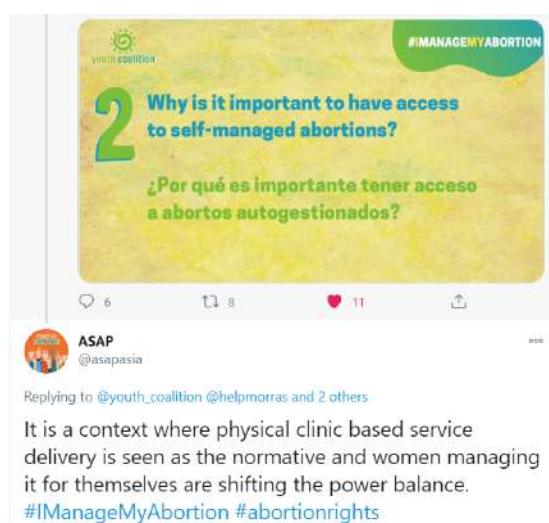 youth coalition
#IMANAGEMYABORTION
2
Why is it important to have access
to self-managed abortions?
¿Por qué es importante tener acceso
a abortos autogestionados?
6 8 11
ASAP
@asapasia
Replying to @youth_coalition @helpmorras and 2 others
It is a context where physical clinic based service
delivery is seen as the normative and women managing
it for themselves are shifting the power balance.
#IManageMyAbortion #abortionrights